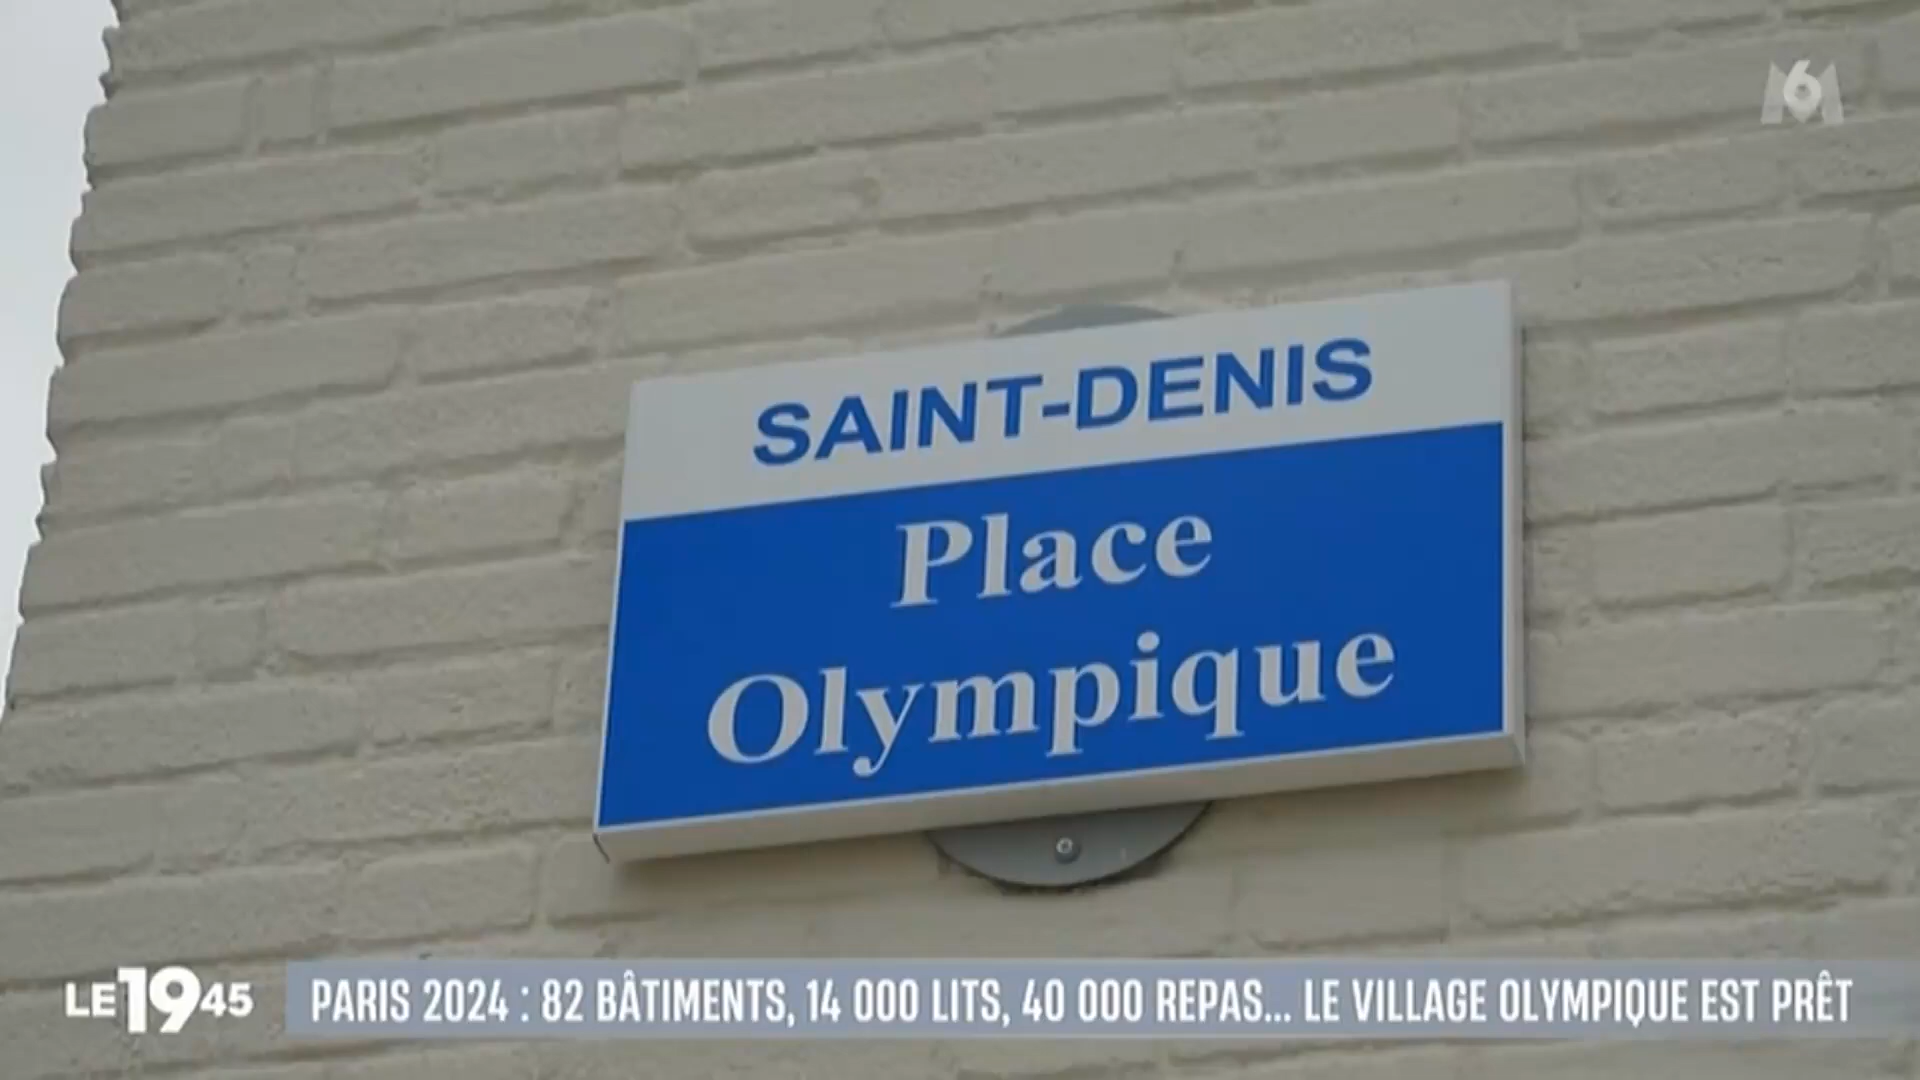 M6
SAINT-DENIS
Place
Olympique
LE 19 45
PARIS 2024 : 82 BÂTIMENTS, 14 000 LITS, 40 000 REPAS... LE VILLAGE OLYMPIQUE EST PRÊT